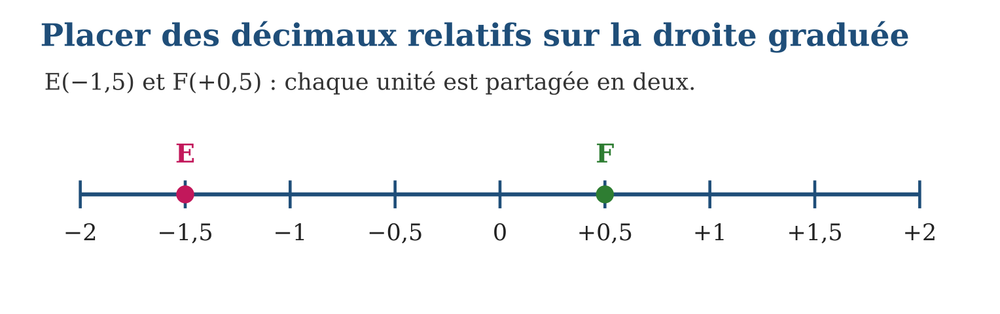 Placer des décimaux relatifs sur la droite graduée
E(−1,5) et F(+0,5) : chaque unité est partagée en deux.
E F
−2 −1,5 −1 −0,5 0 +0,5 +1 +1,5 +2